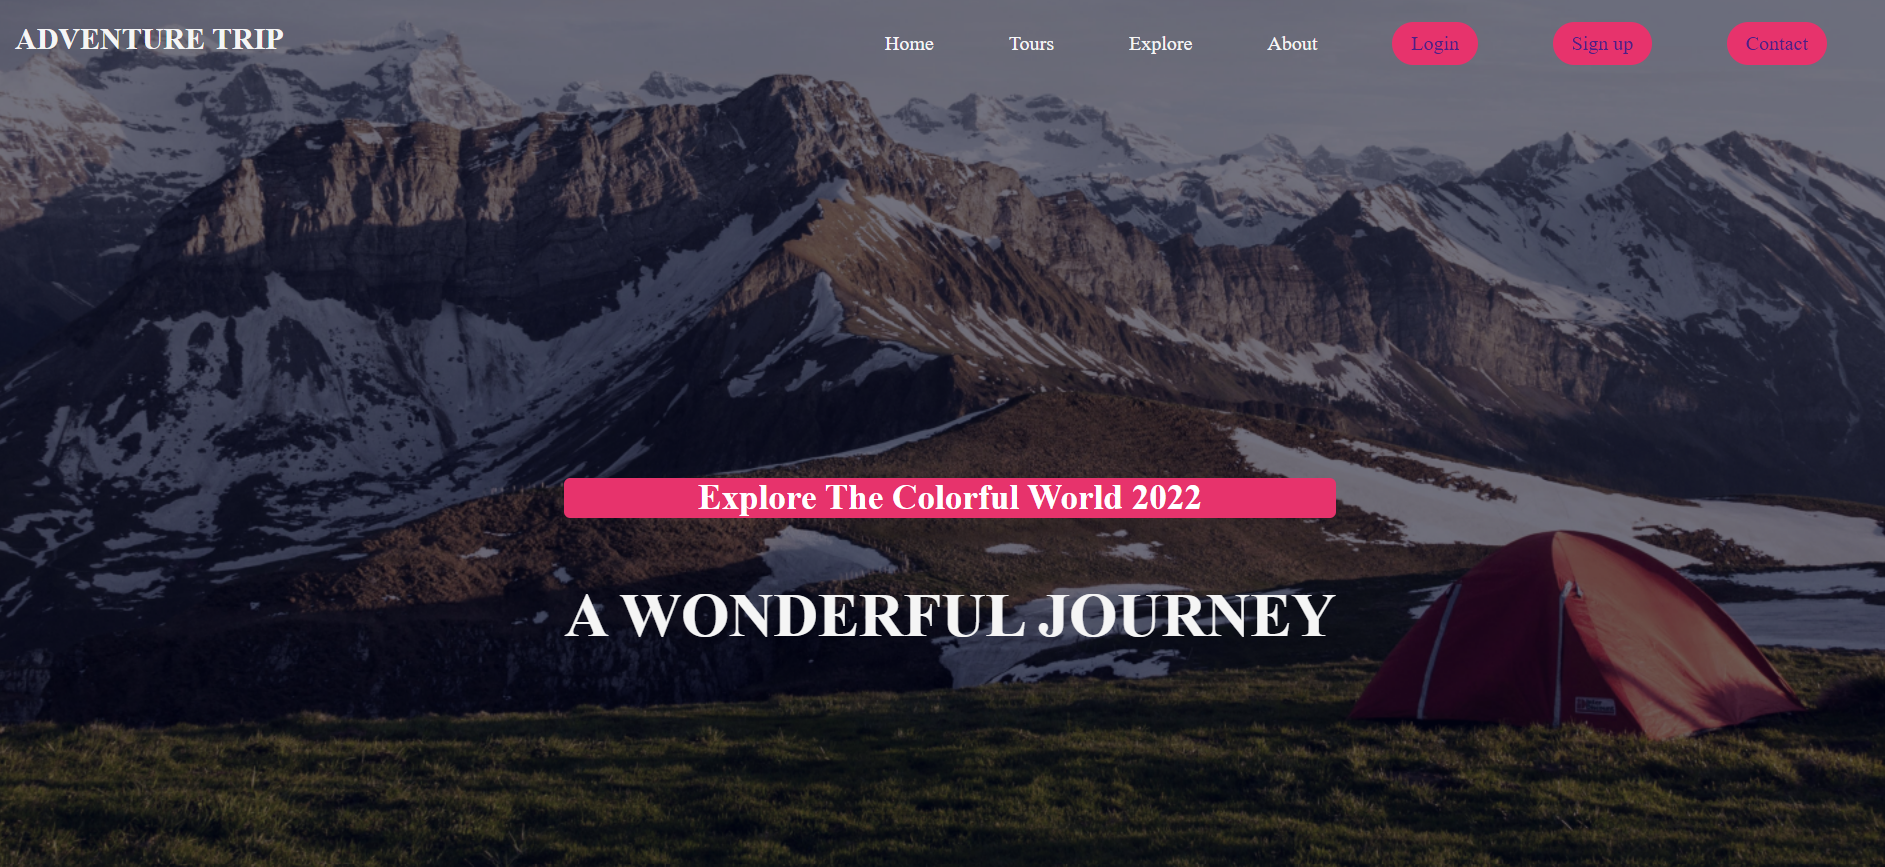 ADVENTURE TRIP
Home Tours Explore About Login Sign up Contact
Explore The Colorful World 2022
A WONDERFUL JOURNEY